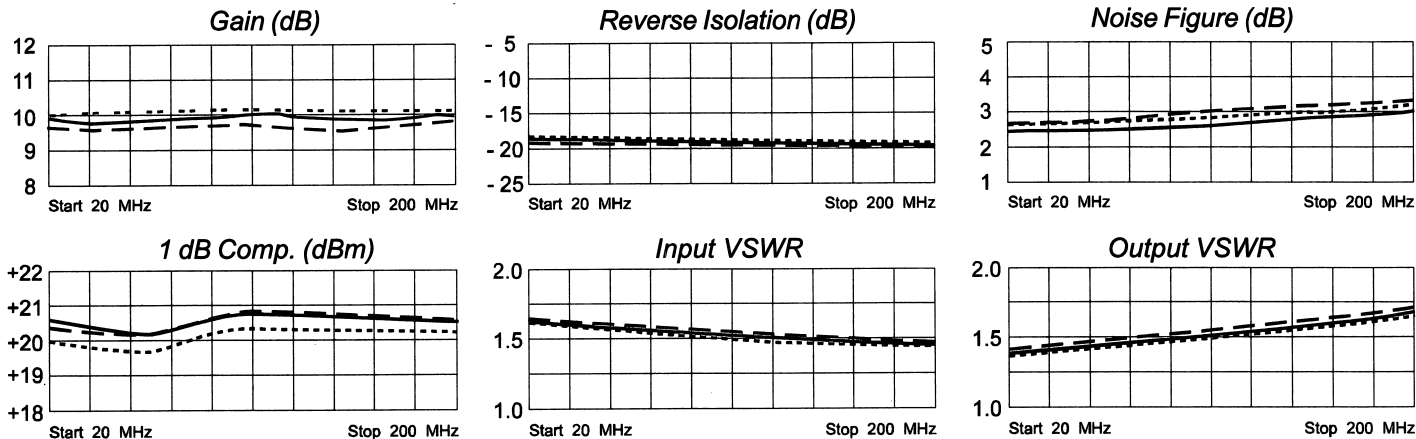 Gain (dB)
12
11
10
9
8
Start 20 MHz
Stop 200 MHz
Reverse Isolation (dB)
- 5
- 10
- 15
- 20
- 25
Start 20 MHz
Stop 200 MHz
Noise Figure (dB)
5
4
3
2
1
Start 20 MHz
Stop 200 MHz
1 dB Comp. (dBm)
+22
+21
+20
+19
+18
Start 20 MHz
Stop 200 MHz
Input VSWR
2.0
1.5
1.0
Start 20 MHz
Stop 200 MHz
Output VSWR
2.0
1.5
1.0
Start 20 MHz
Stop 200 MHz